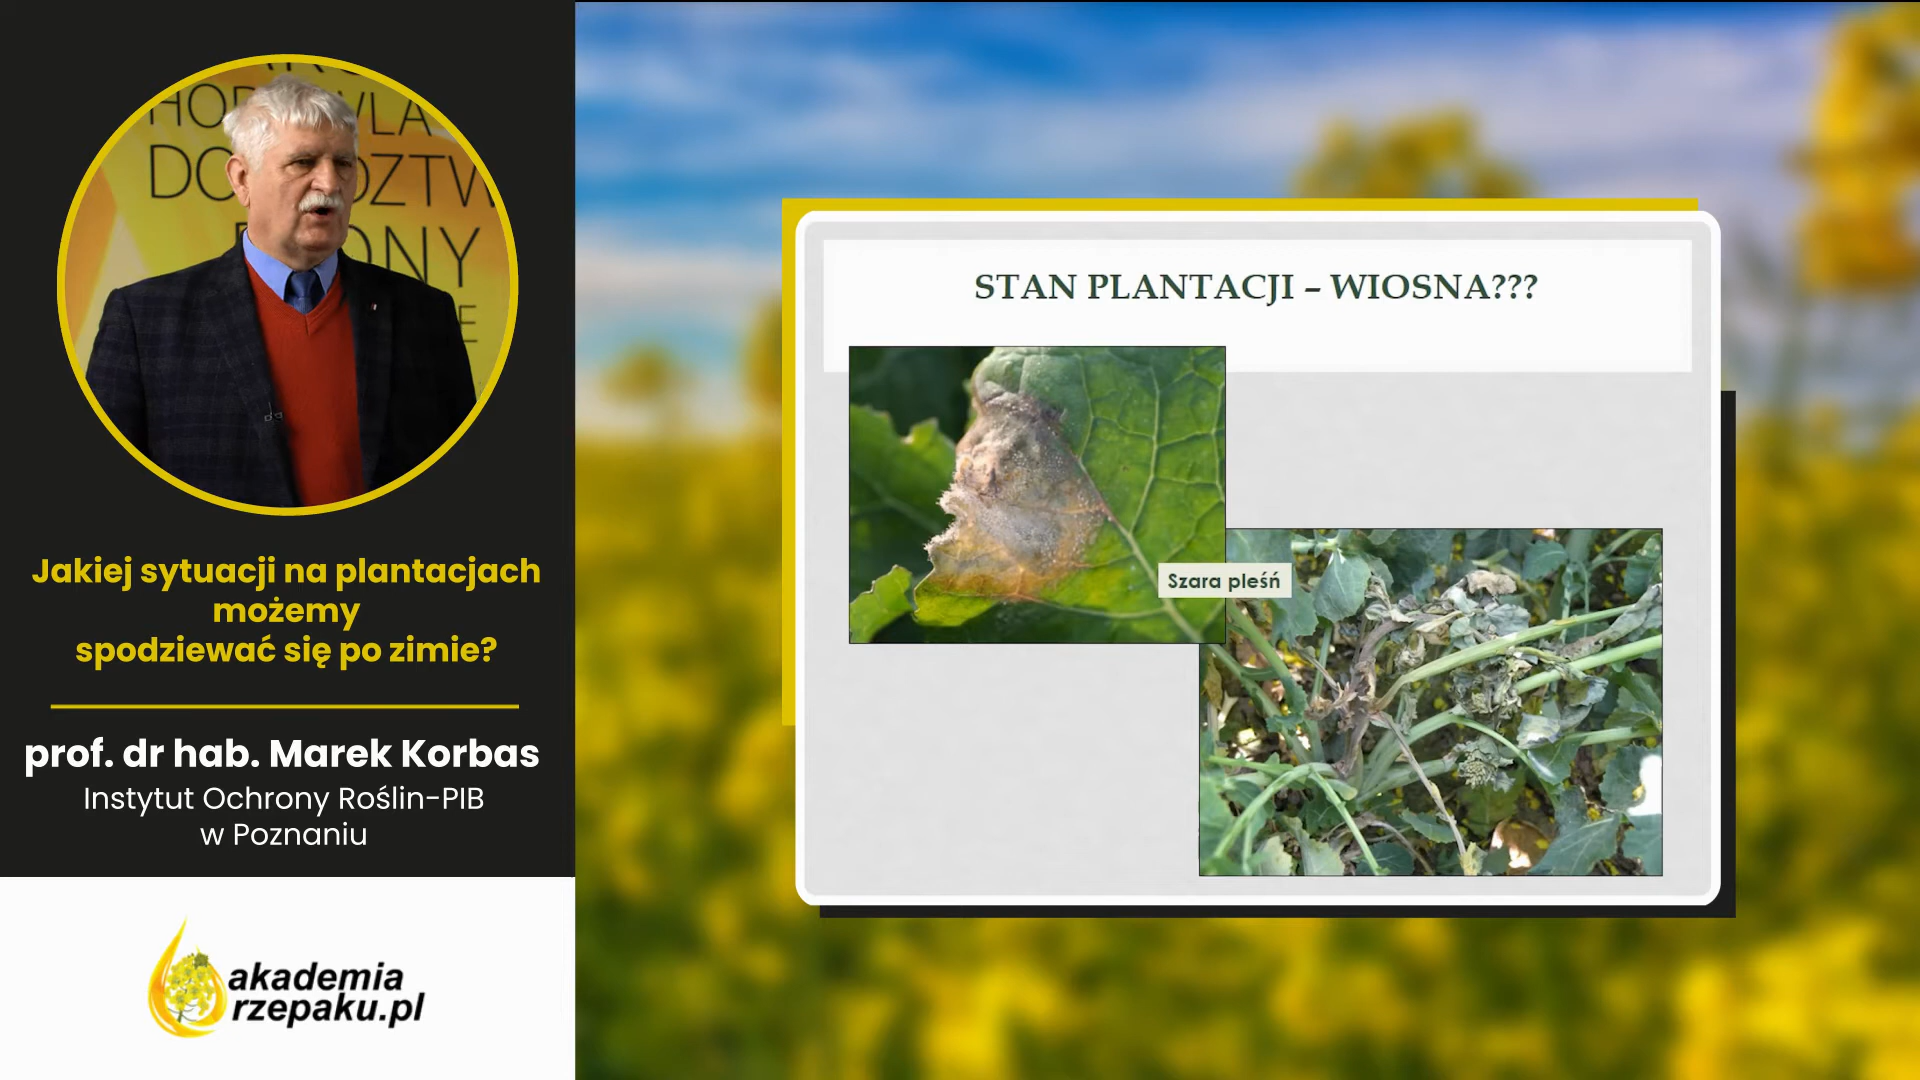 Jakiej sytuacji na plantacjach
możemy
spodziewać się po zimie?
prof. dr hab. Marek Korbas
Instytut Ochrony Roślin-PIB
w Poznaniu
akademia
rzepaku.pl
STAN PLANTACJI – WIOSNA???
Szara pleśń